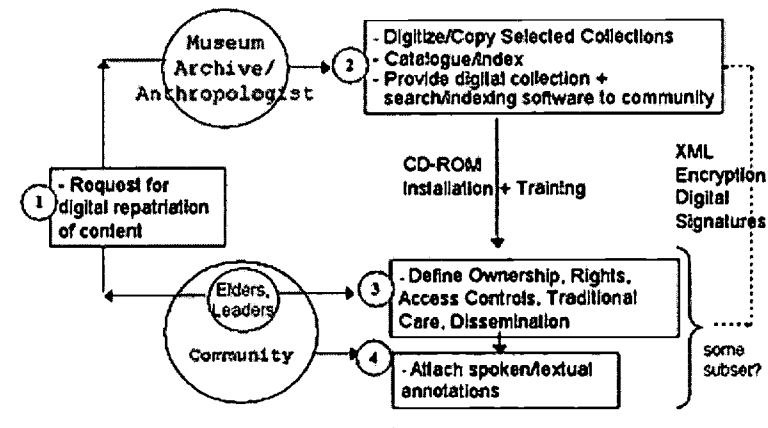 Museum
Archive/
Anthropologist
2
- Digitize/Copy Selected Collections
- Catalogue/Index
- Provide digital collection +
search/indexing software to community
1
- Request for
digital repatriation
of content
CD-ROM
Installation + Training
XML
Encryption
Digital
Signatures
Elders,
Leaders
Community
3
- Define Ownership, Rights,
Access Controls, Traditional
Care, Dissemination
4
- Attach spoken/textual
annotations
some
subset?